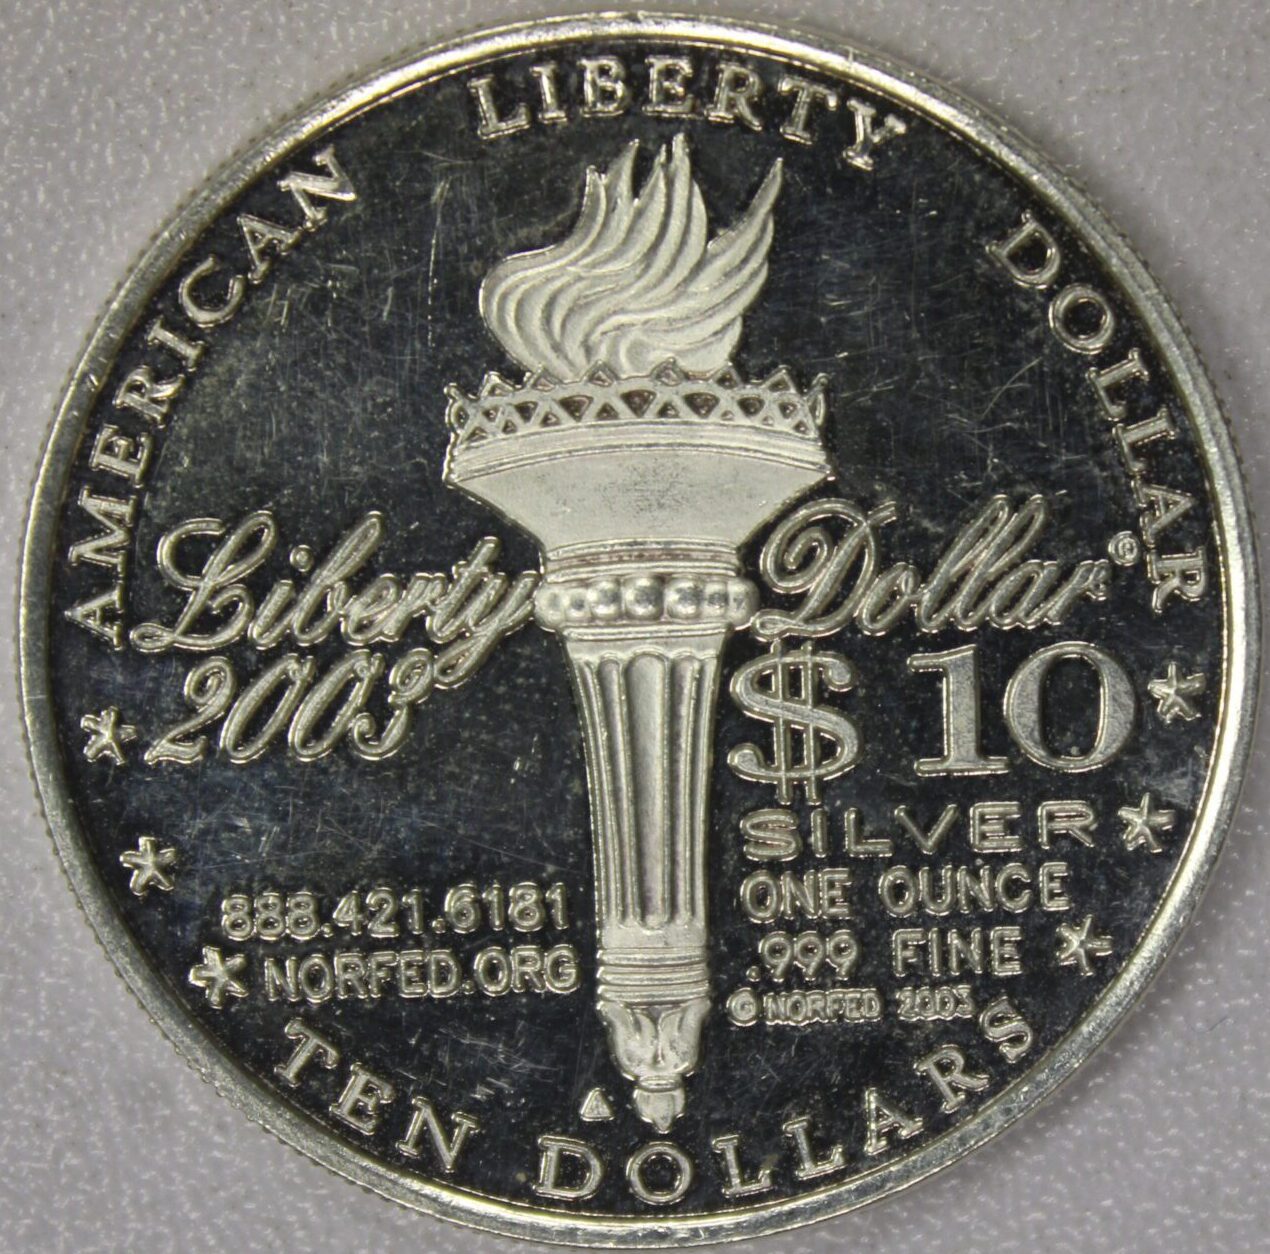 AMERICAN LIBERTY DOLLAR
Liberty Dollar®
2003
$10
SILVER
ONE OUNCE
.999 FINE
© NORFED 2003
888.421.6181
NORFED.ORG
TEN DOLLARS